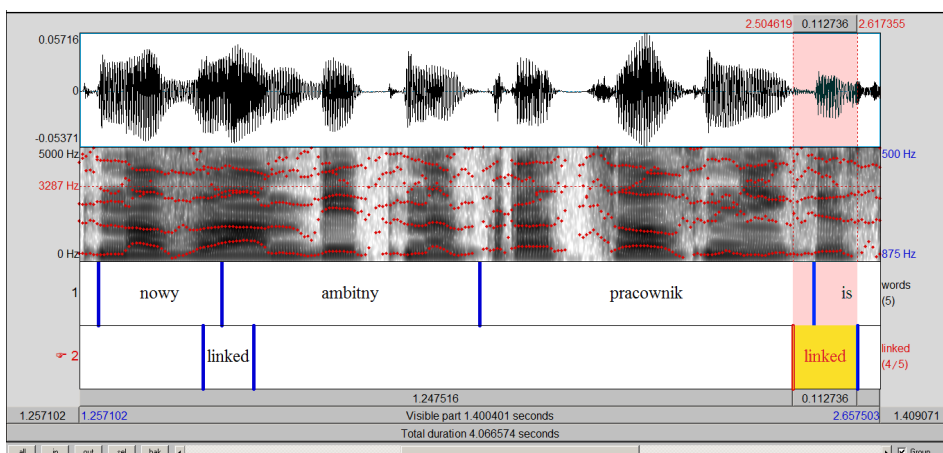 2.504619 0.112736 2.617355
0.05716
0
-0.05371
5000 Hz 500 Hz
3287 Hz
0 Hz 875 Hz
1 nowy ambitny pracownik is words
(5)
2 linked linked linked
(4/5)
1.247516 0.112736
1.257102 1.257102 Visible part 1.400401 seconds 2.657503 1.409071
Total duration 4.066574 seconds
all in out sel bak Group